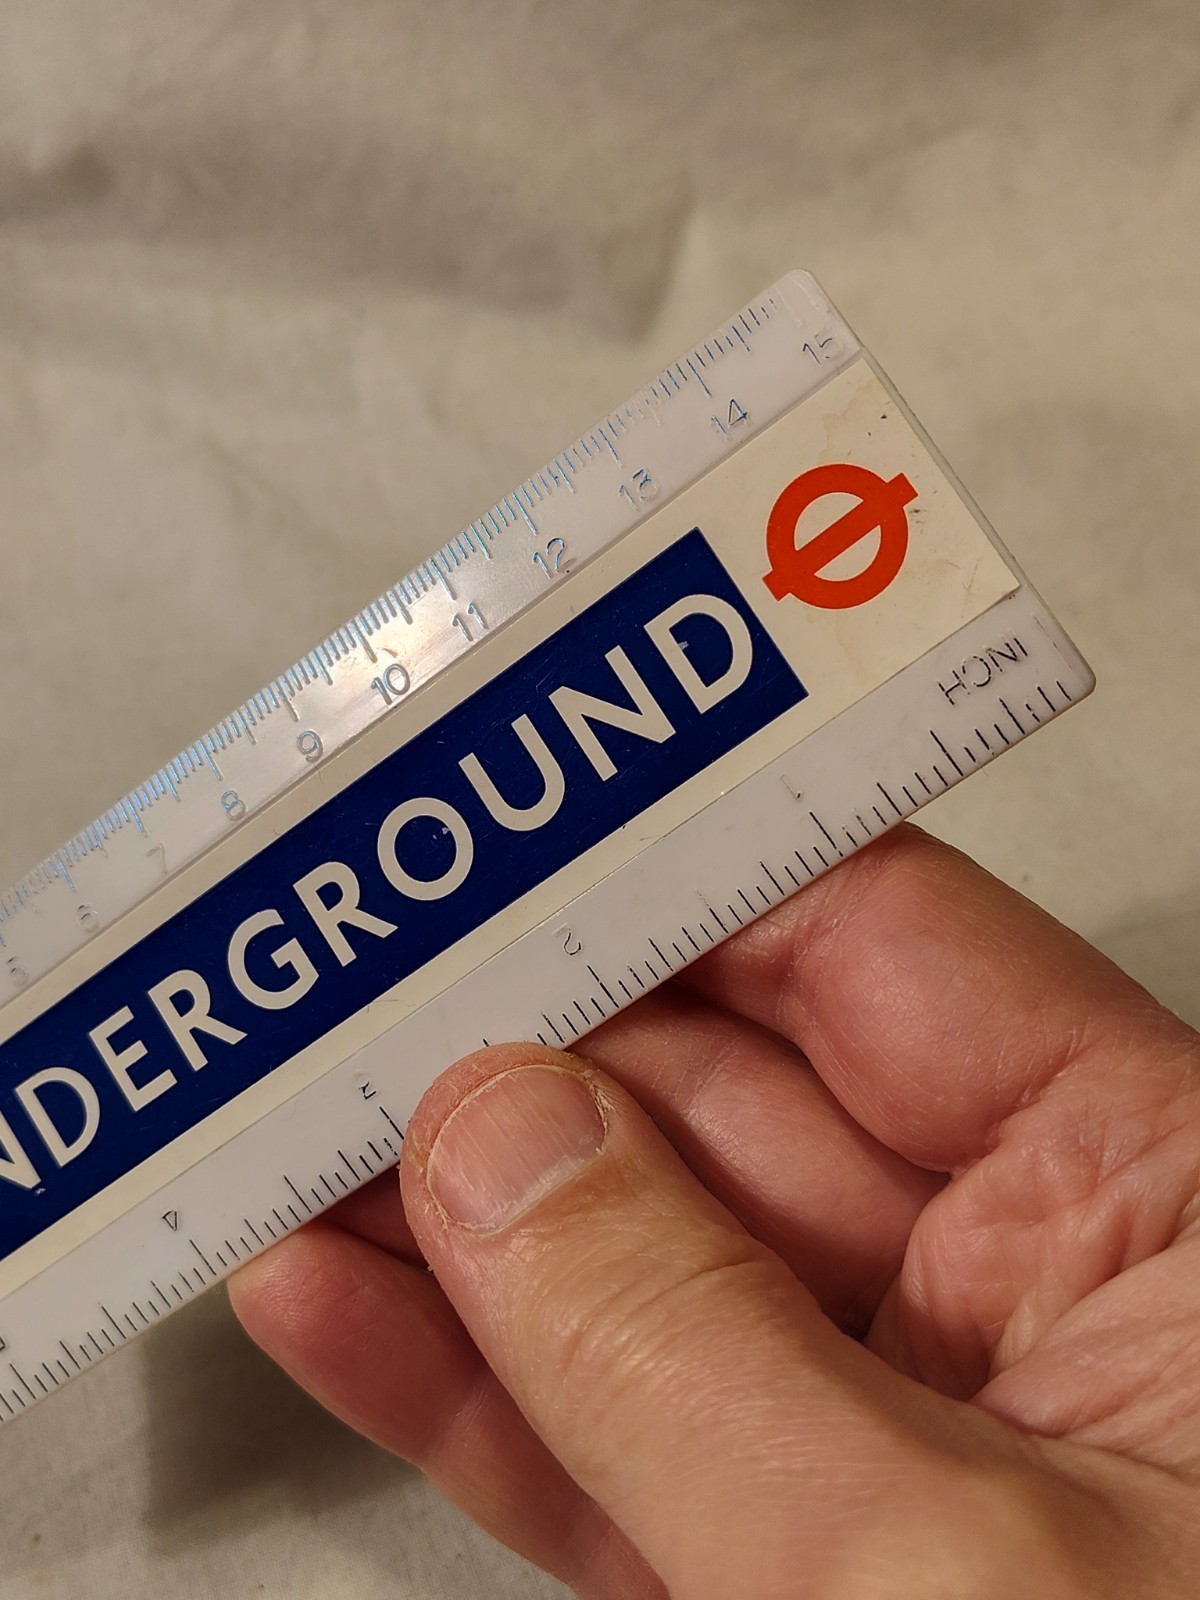 5 6 7 8 9 10 11 12 13 14 15
NDERGROUND
INCH
1 2 3 4